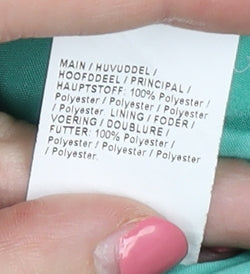 MAIN / HUVUDDEL /
HOOFDDEEL / PRINCIPAL /
HAUPTSTOFF: 100% Polyester /
Polyester / Polyester / Polyester
/ Polyester. LINING / FODER /
VOERING / DOUBLURE /
FUTTER: 100% Polyester /
Polyester / Polyester / Polyester
/ Polyester.